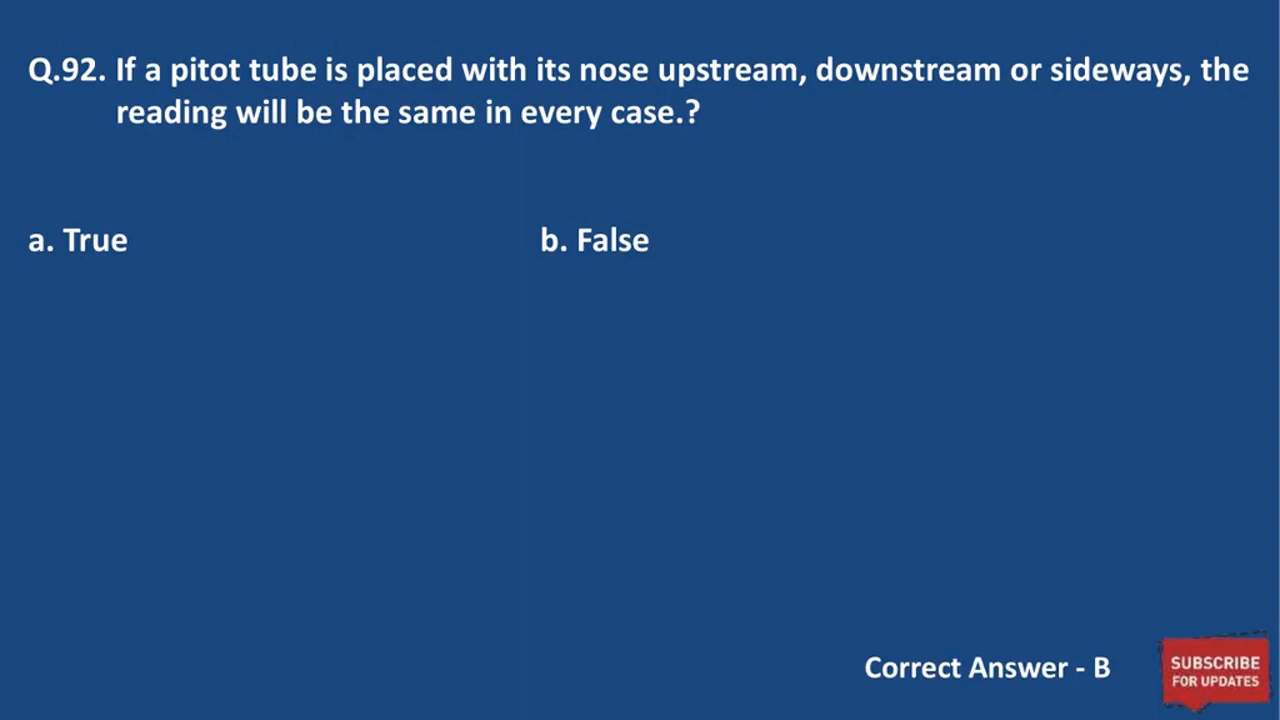 Q.92. If a pitot tube is placed with its nose upstream, downstream or sideways, the
reading will be the same in every case.?
a. True
b. False
Correct Answer - B
SUBSCRIBE
FOR UPDATES